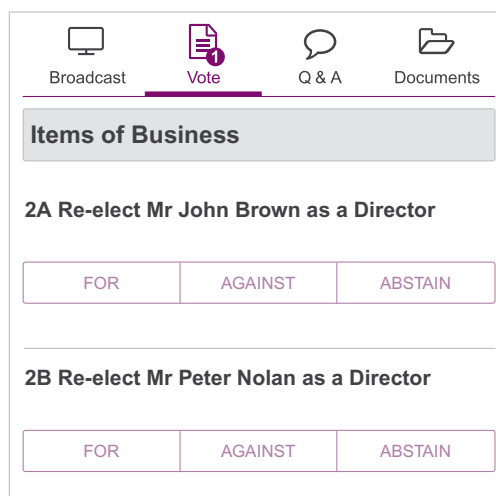 1
Broadcast Vote Q & A Documents
Items of Business
2A Re-elect Mr John Brown as a Director
FOR AGAINST ABSTAIN
2B Re-elect Mr Peter Nolan as a Director
FOR AGAINST ABSTAIN